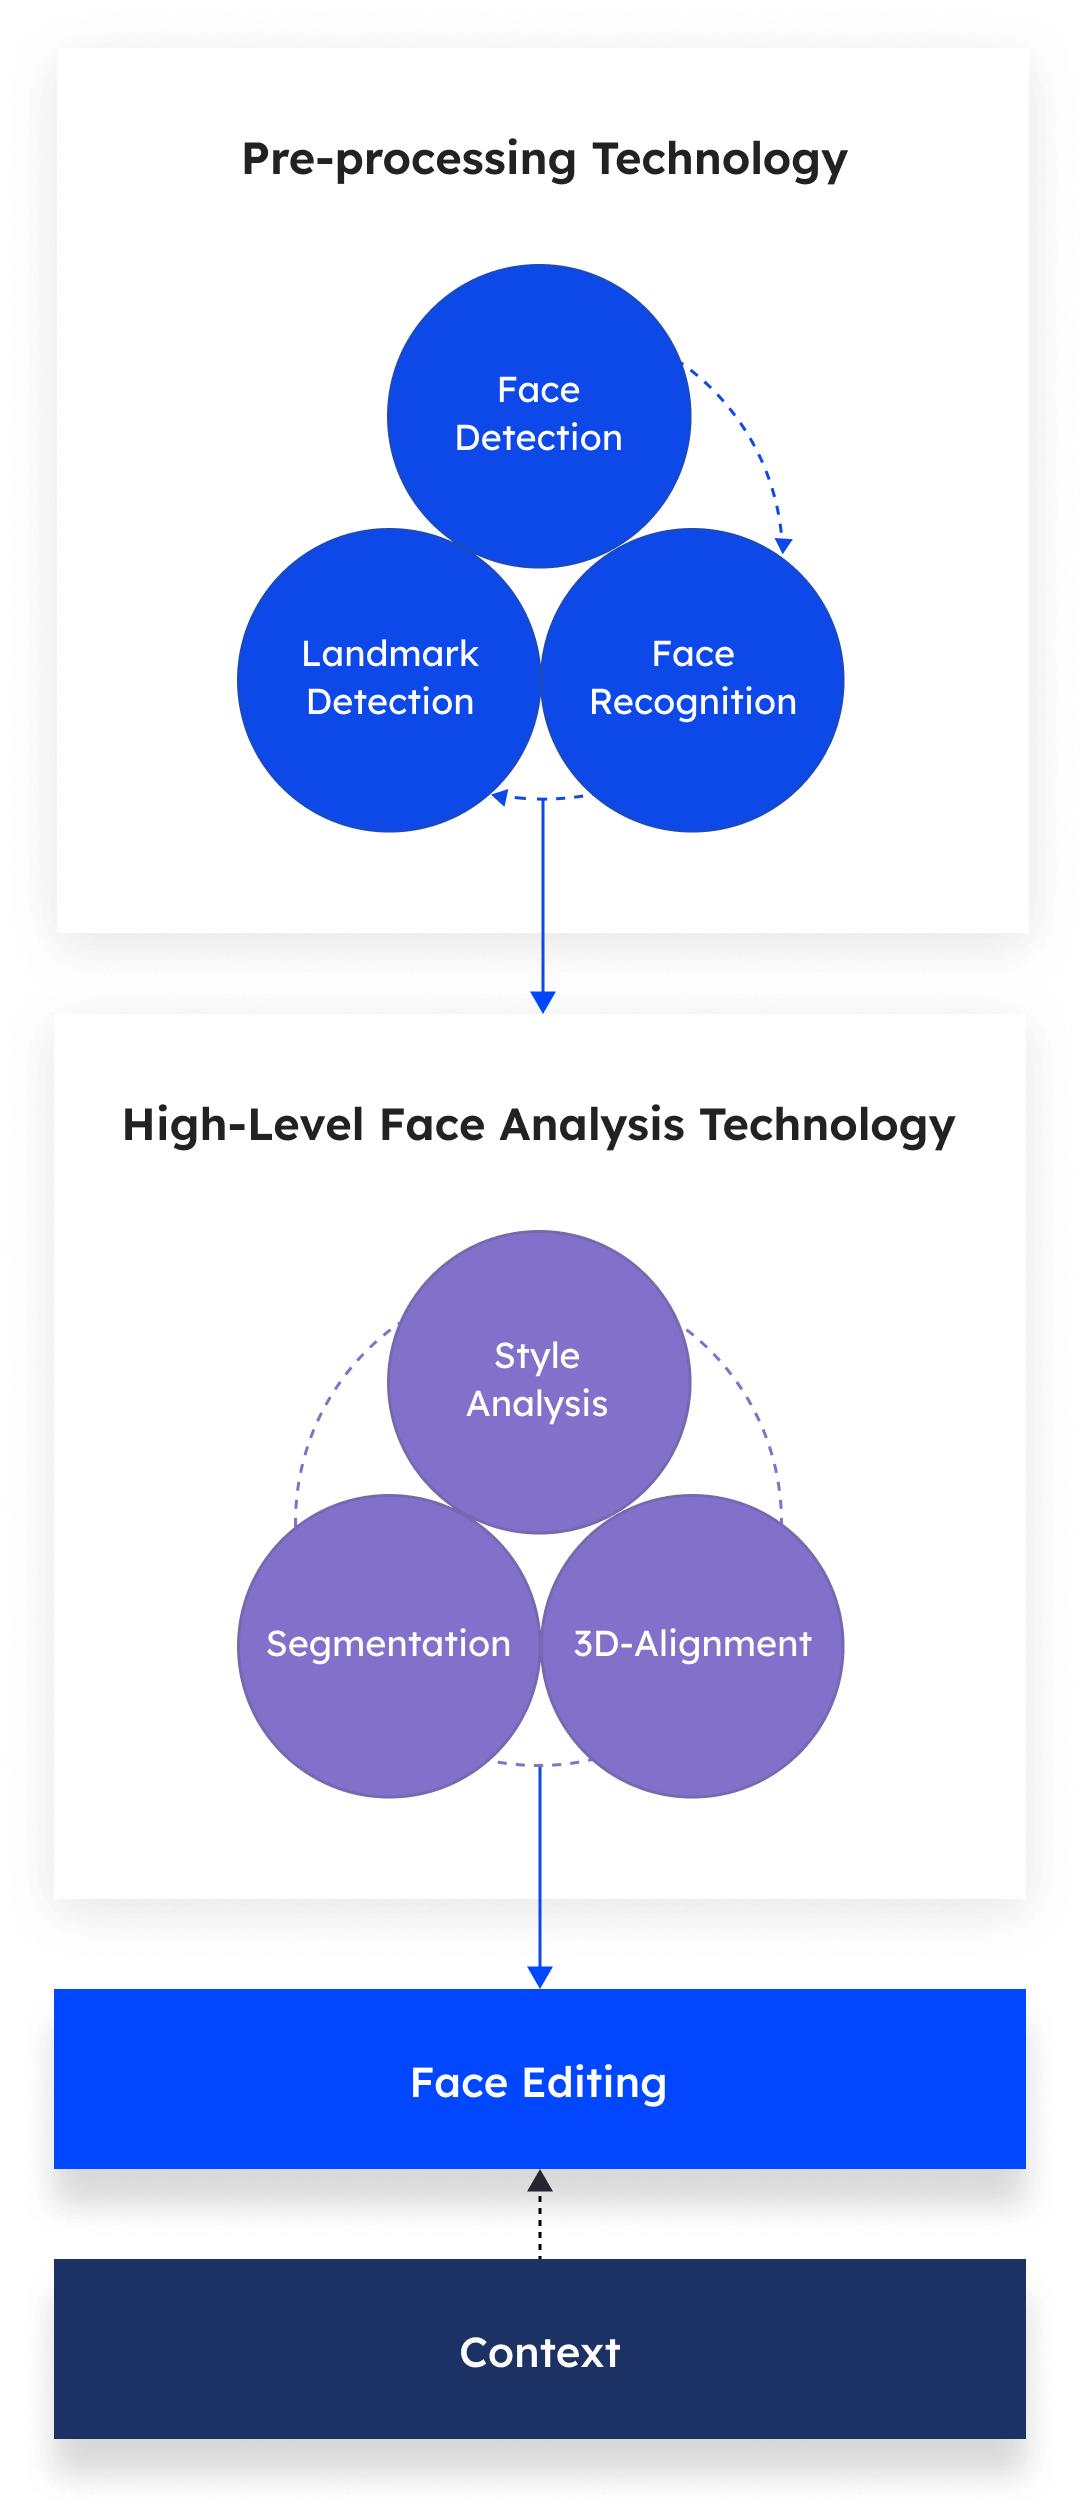 Pre-processing Technology
Face
Detection
Landmark
Detection
Face
Recognition
High-Level Face Analysis Technology
Style
Analysis
Segmentation
3D-Alignment
Face Editing
Context